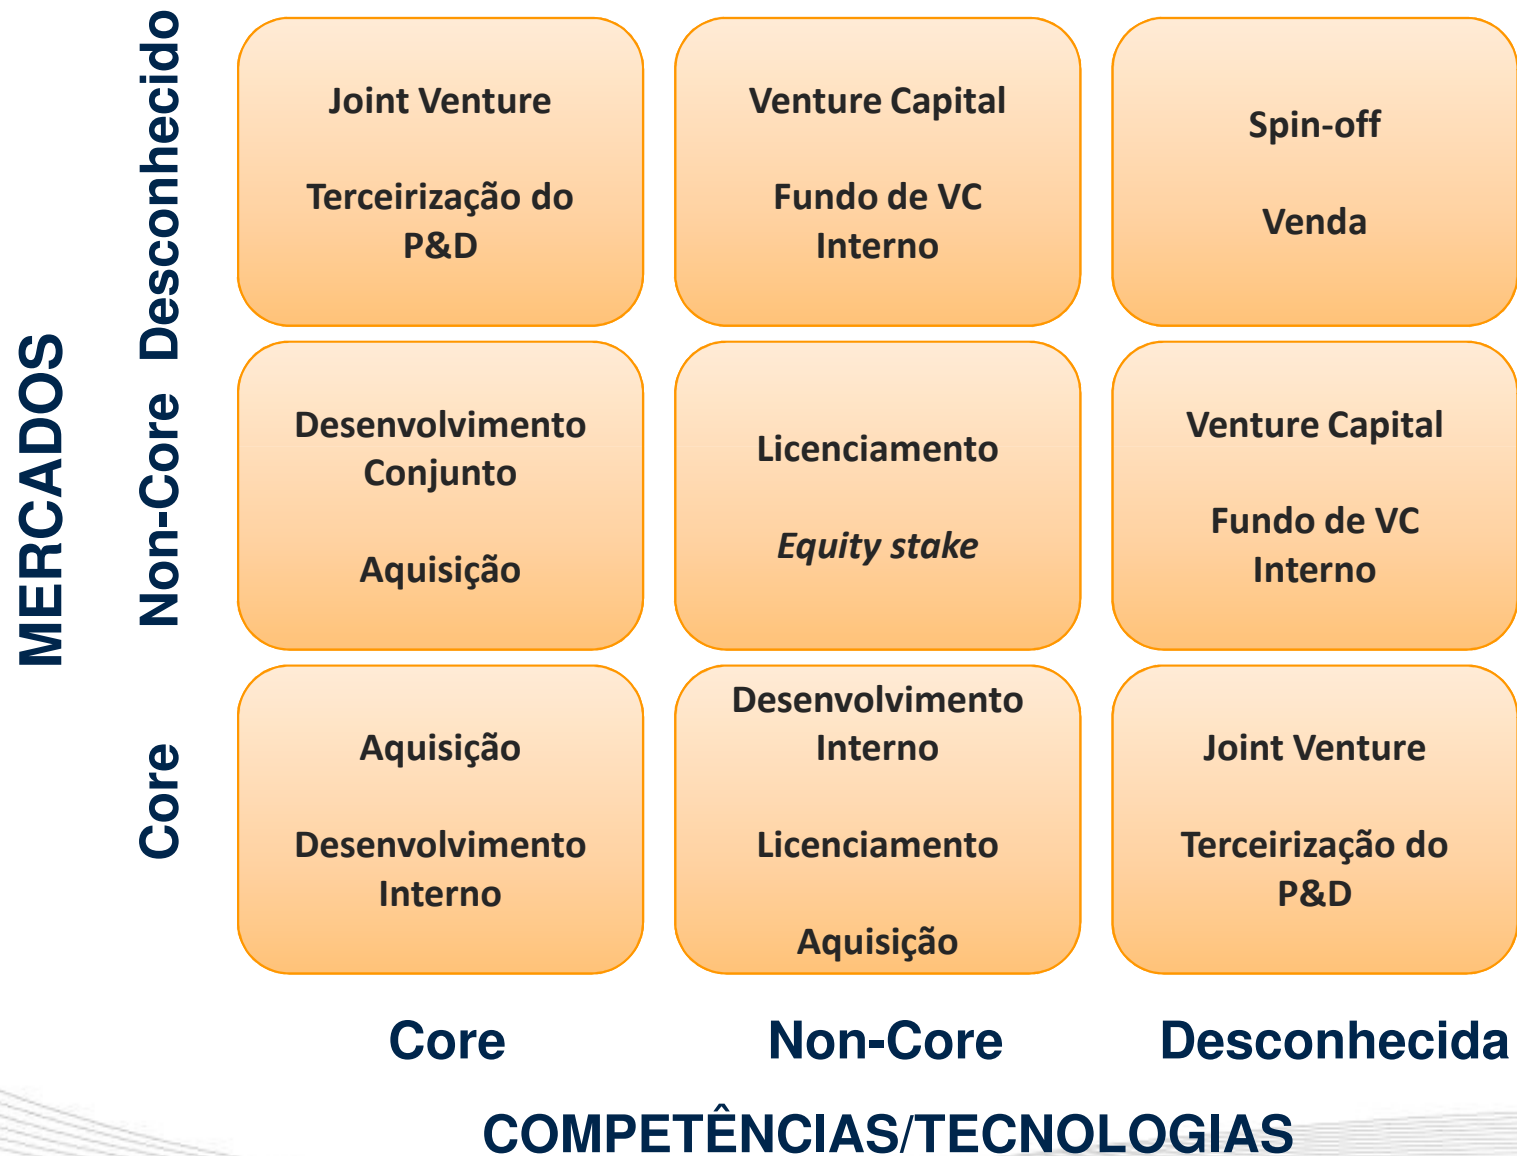 MERCADOS
Desconhecido
Joint Venture
Terceirização do
P&D
Venture Capital
Fundo de VC
Interno
Spin-off
Venda
Non-Core
Desenvolvimento
Conjunto
Aquisição
Licenciamento
Equity stake
Venture Capital
Fundo de VC
Interno
Core
Aquisição
Desenvolvimento
Interno
Desenvolvimento
Interno
Licenciamento
Aquisição
Joint Venture
Terceirização do
P&D
Core
Non-Core
Desconhecida
COMPETÊNCIAS/TECNOLOGIAS